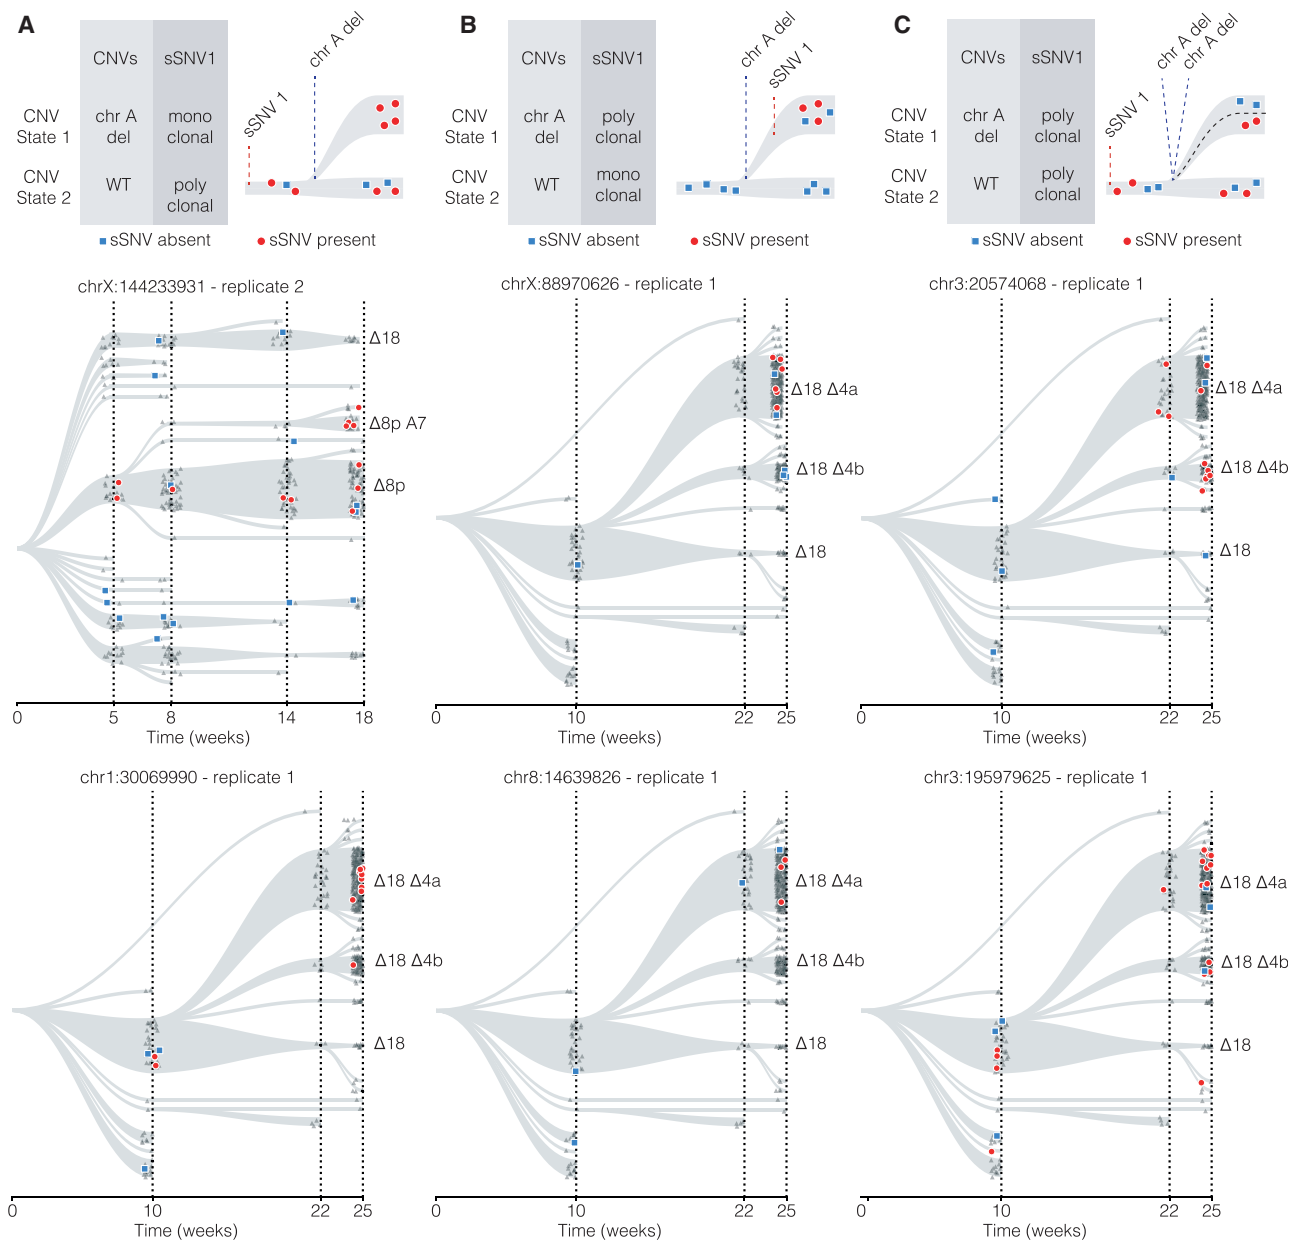 A
CNVs sSNV1
CNV State 1 chr A del mono clonal
CNV State 2 WT poly clonal
sSNV 1
chr A del
sSNV absent sSNV present
B
CNVs sSNV1
CNV State 1 chr A del poly clonal
CNV State 2 WT mono clonal
chr A del
sSNV 1
sSNV absent sSNV present
C
CNVs sSNV1
CNV State 1 chr A del poly clonal
CNV State 2 WT poly clonal
sSNV 1
chr A del
chr A del
sSNV absent sSNV present
chrX:144233931 - replicate 2
Δ18
Δ8p A7
Δ8p
0 5 8 14 18
Time (weeks)
chrX:88970626 - replicate 1
Δ18 Δ4a
Δ18 Δ4b
Δ18
0 10 22 25
Time (weeks)
chr3:20574068 - replicate 1
Δ18 Δ4a
Δ18 Δ4b
Δ18
0 10 22 25
Time (weeks)
chr1:30069990 - replicate 1
Δ18 Δ4a
Δ18 Δ4b
Δ18
0 10 22 25
Time (weeks)
chr8:14639826 - replicate 1
Δ18 Δ4a
Δ18 Δ4b
Δ18
0 10 22 25
Time (weeks)
chr3:195979625 - replicate 1
Δ18 Δ4a
Δ18 Δ4b
Δ18
0 10 22 25
Time (weeks)